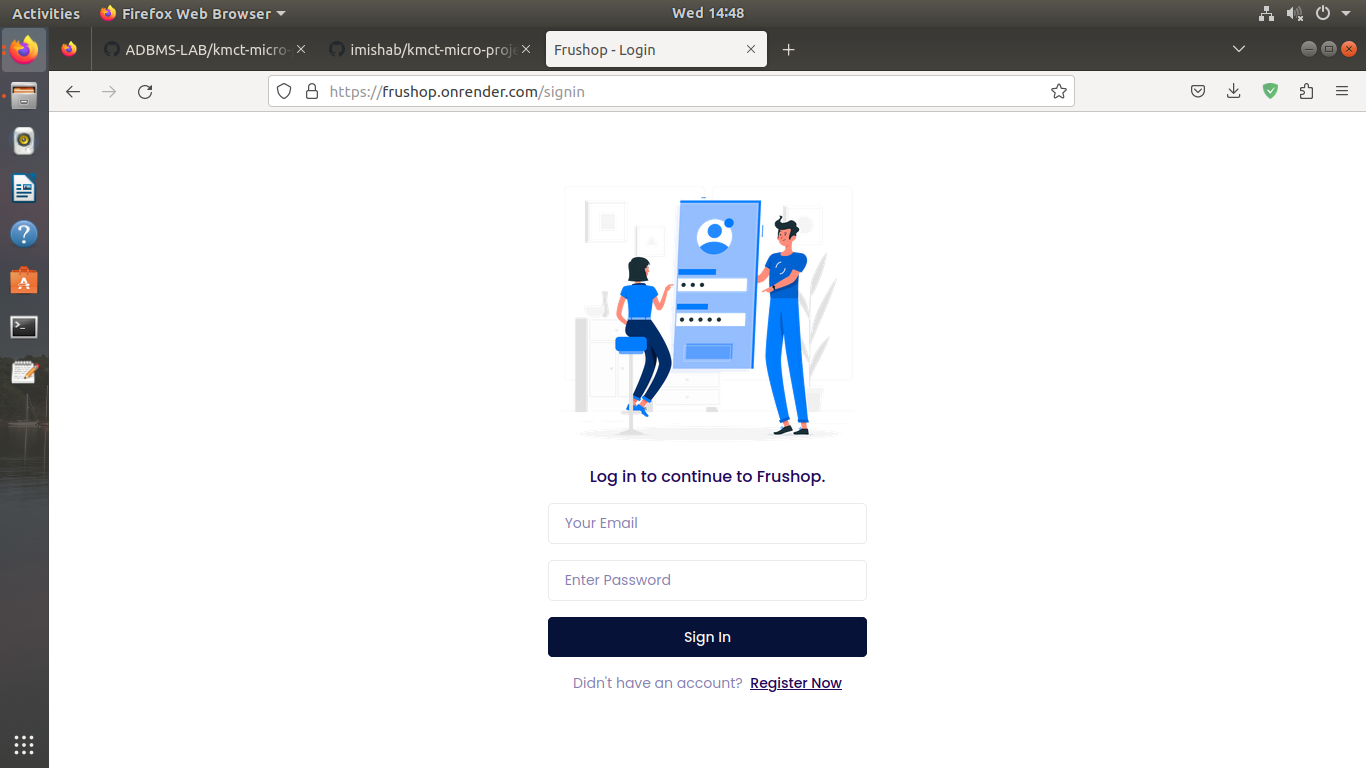 Activities Firefox Web Browser Wed 14:48
ADBMS-LAB/kmct-micro- imishab/kmct-micro-proje Frushop - Login
https://frushop.onrender.com/signin
Log in to continue to Frushop.
Your Email
Enter Password
Sign In
Didn't have an account? Register Now